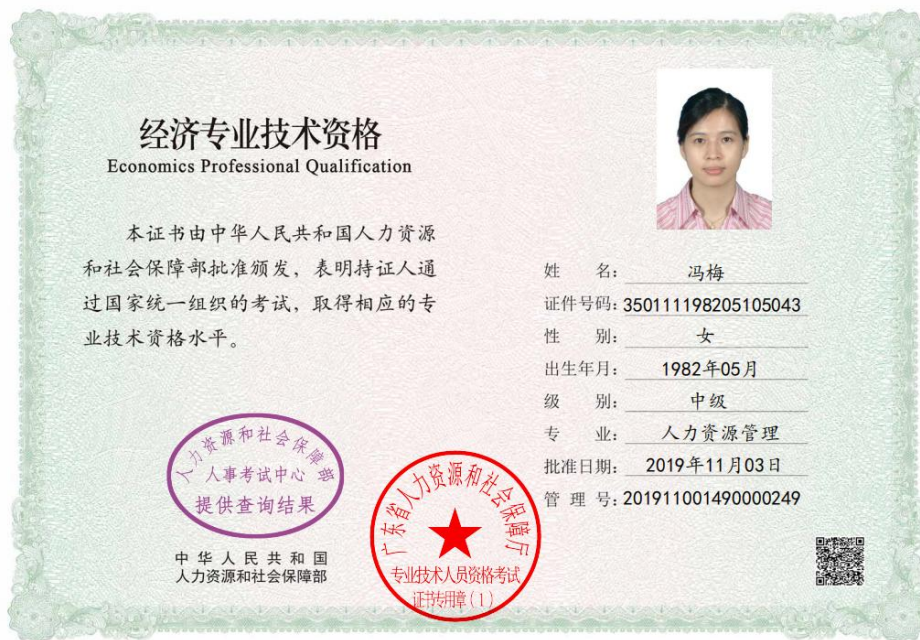 经济专业技术资格
Economics Professional Qualification
本证书由中华人民共和国人力资源
和社会保障部批准颁发，表明持证人通
过国家统一组织的考试，取得相应的专
业技术资格水平。
人力资源和社会保障部
人事考试中心
提供查询结果
中华人民共和国
人力资源和社会保障部
广东省人力资源和社会保障厅
专业技术人员资格考试
证书专用章(1)
姓 名： 冯梅
证件号码： 350111198205105043
性 别： 女
出生年月： 1982年05月
级 别： 中级
专 业： 人力资源管理
批准日期： 2019年11月03日
管 理 号： 201911001490000249